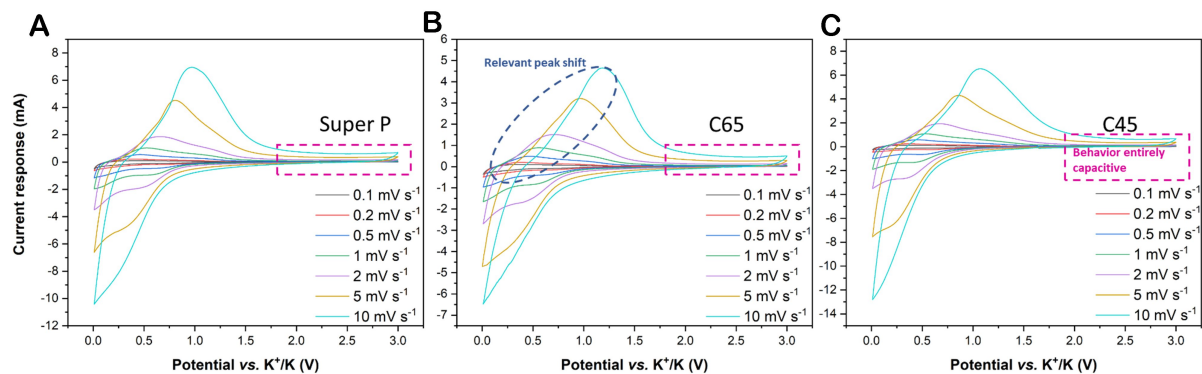 A
Current response (mA)
8
6
4
2
0
-2
-4
-6
-8
-10
-12
Super P
0.1 mV s⁻¹
0.2 mV s⁻¹
0.5 mV s⁻¹
1 mV s⁻¹
2 mV s⁻¹
5 mV s⁻¹
10 mV s⁻¹
0.0 0.5 1.0 1.5 2.0 2.5 3.0
Potential vs. K⁺/K (V)
B
6
5
4
3
2
1
0
-1
-2
-3
-4
-5
-6
-7
Relevant peak shift
C65
0.1 mV s⁻¹
0.2 mV s⁻¹
0.5 mV s⁻¹
1 mV s⁻¹
2 mV s⁻¹
5 mV s⁻¹
10 mV s⁻¹
0.0 0.5 1.0 1.5 2.0 2.5 3.0
Potential vs. K⁺/K (V)
C
8
6
4
2
0
-2
-4
-6
-8
-10
-12
-14
C45
Behavior entirely
capacitive
0.1 mV s⁻¹
0.2 mV s⁻¹
0.5 mV s⁻¹
1 mV s⁻¹
2 mV s⁻¹
5 mV s⁻¹
10 mV s⁻¹
0.0 0.5 1.0 1.5 2.0 2.5 3.0
Potential vs. K⁺/K (V)